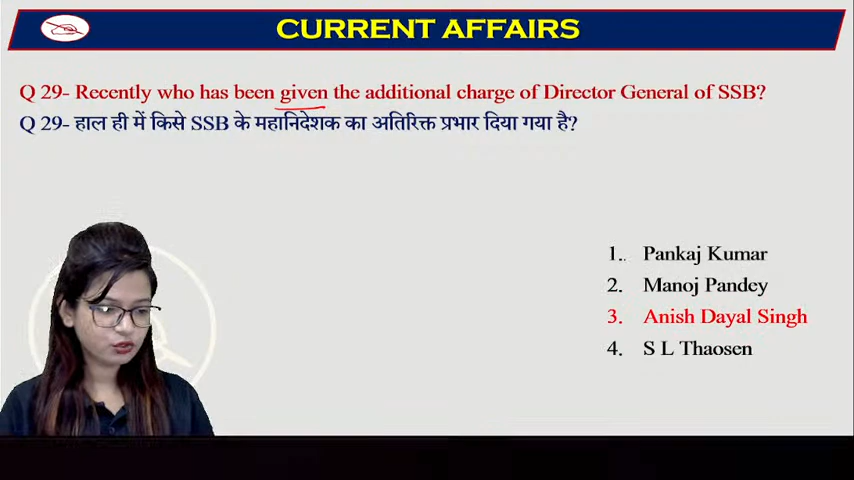 CURRENT AFFAIRS
Q 29- Recently who has been given the additional charge of Director General of SSB?
Q 29- हाल ही में किसे SSB के महानिदेशक का अतिरिक्त प्रभार दिया गया है?
1. Pankaj Kumar
2. Manoj Pandey
3. Anish Dayal Singh
4. S L Thaosen